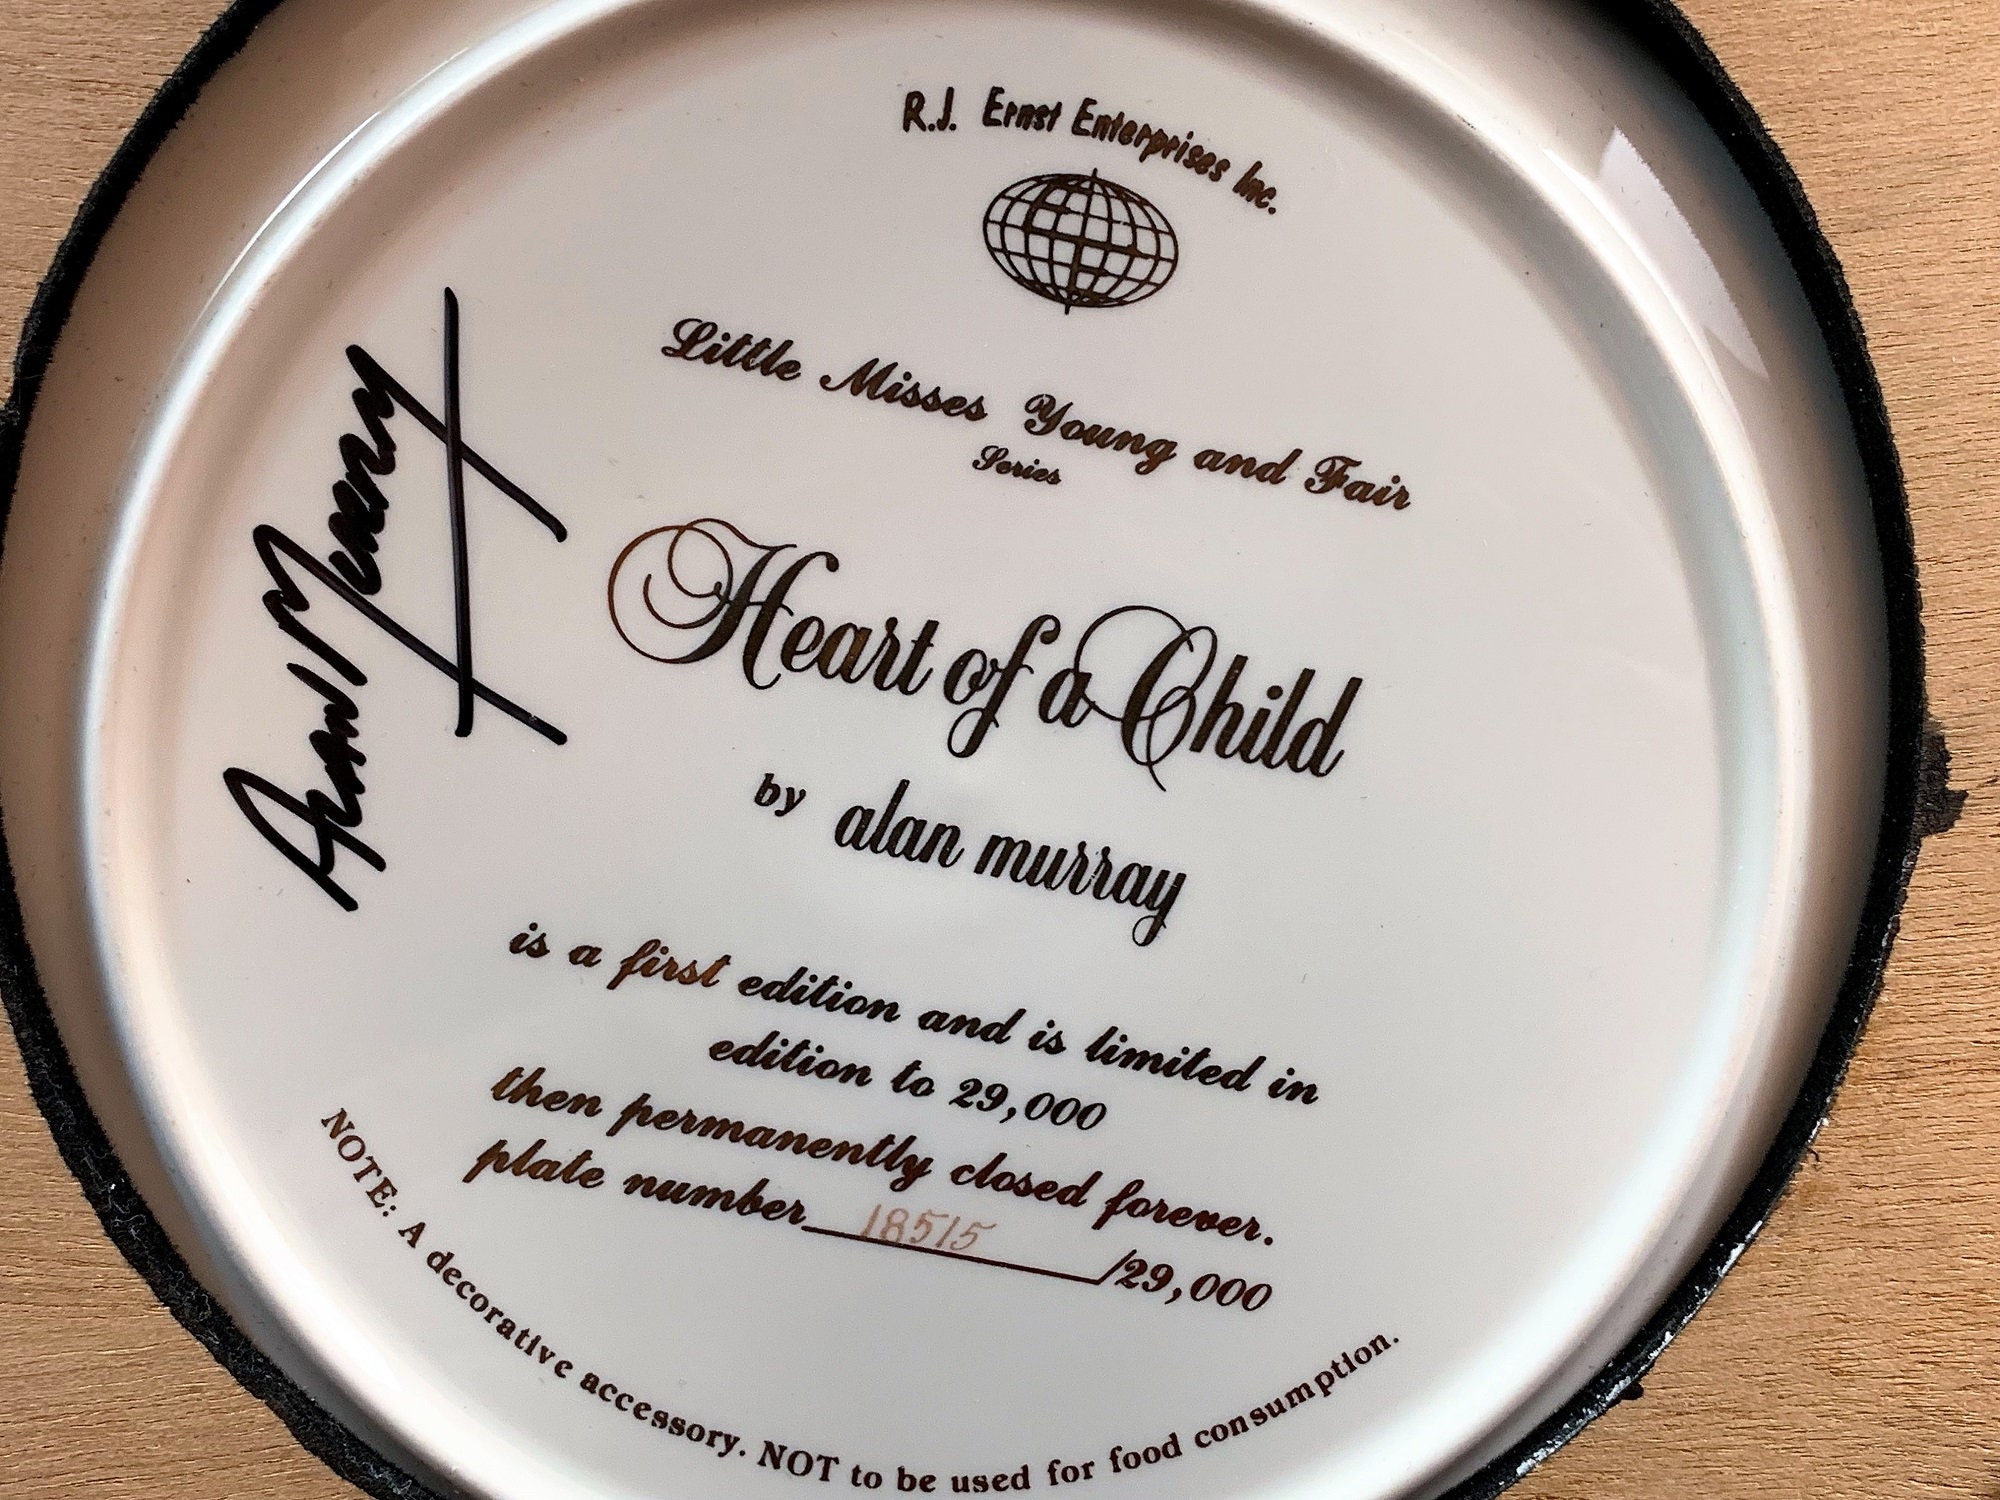 R.J. Ernst Enterprises Inc.
Little Misses Young and Fair
Series
Heart of a Child
by alan murray
is a first edition and is limited in
edition to 29,000
then permanently closed forever.
plate number 18515 /29,000
NOTE: A decorative accessory. NOT to be used for food consumption.
Alan Murray